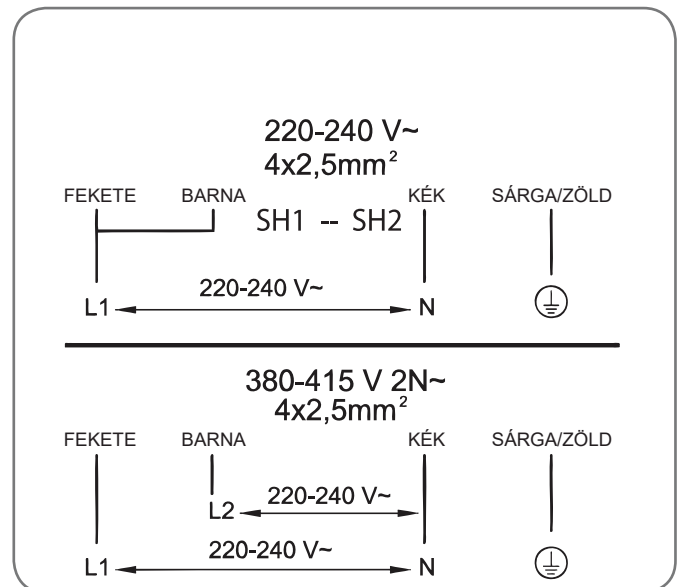 220-240 V~
4x2,5mm²
FEKETE BARNA KÉK SÁRGA/ZÖLD
SH1 -- SH2
220-240 V~
L1 N
380-415 V 2N~
4x2,5mm²
FEKETE BARNA KÉK SÁRGA/ZÖLD
L2 220-240 V~
220-240 V~
L1 N